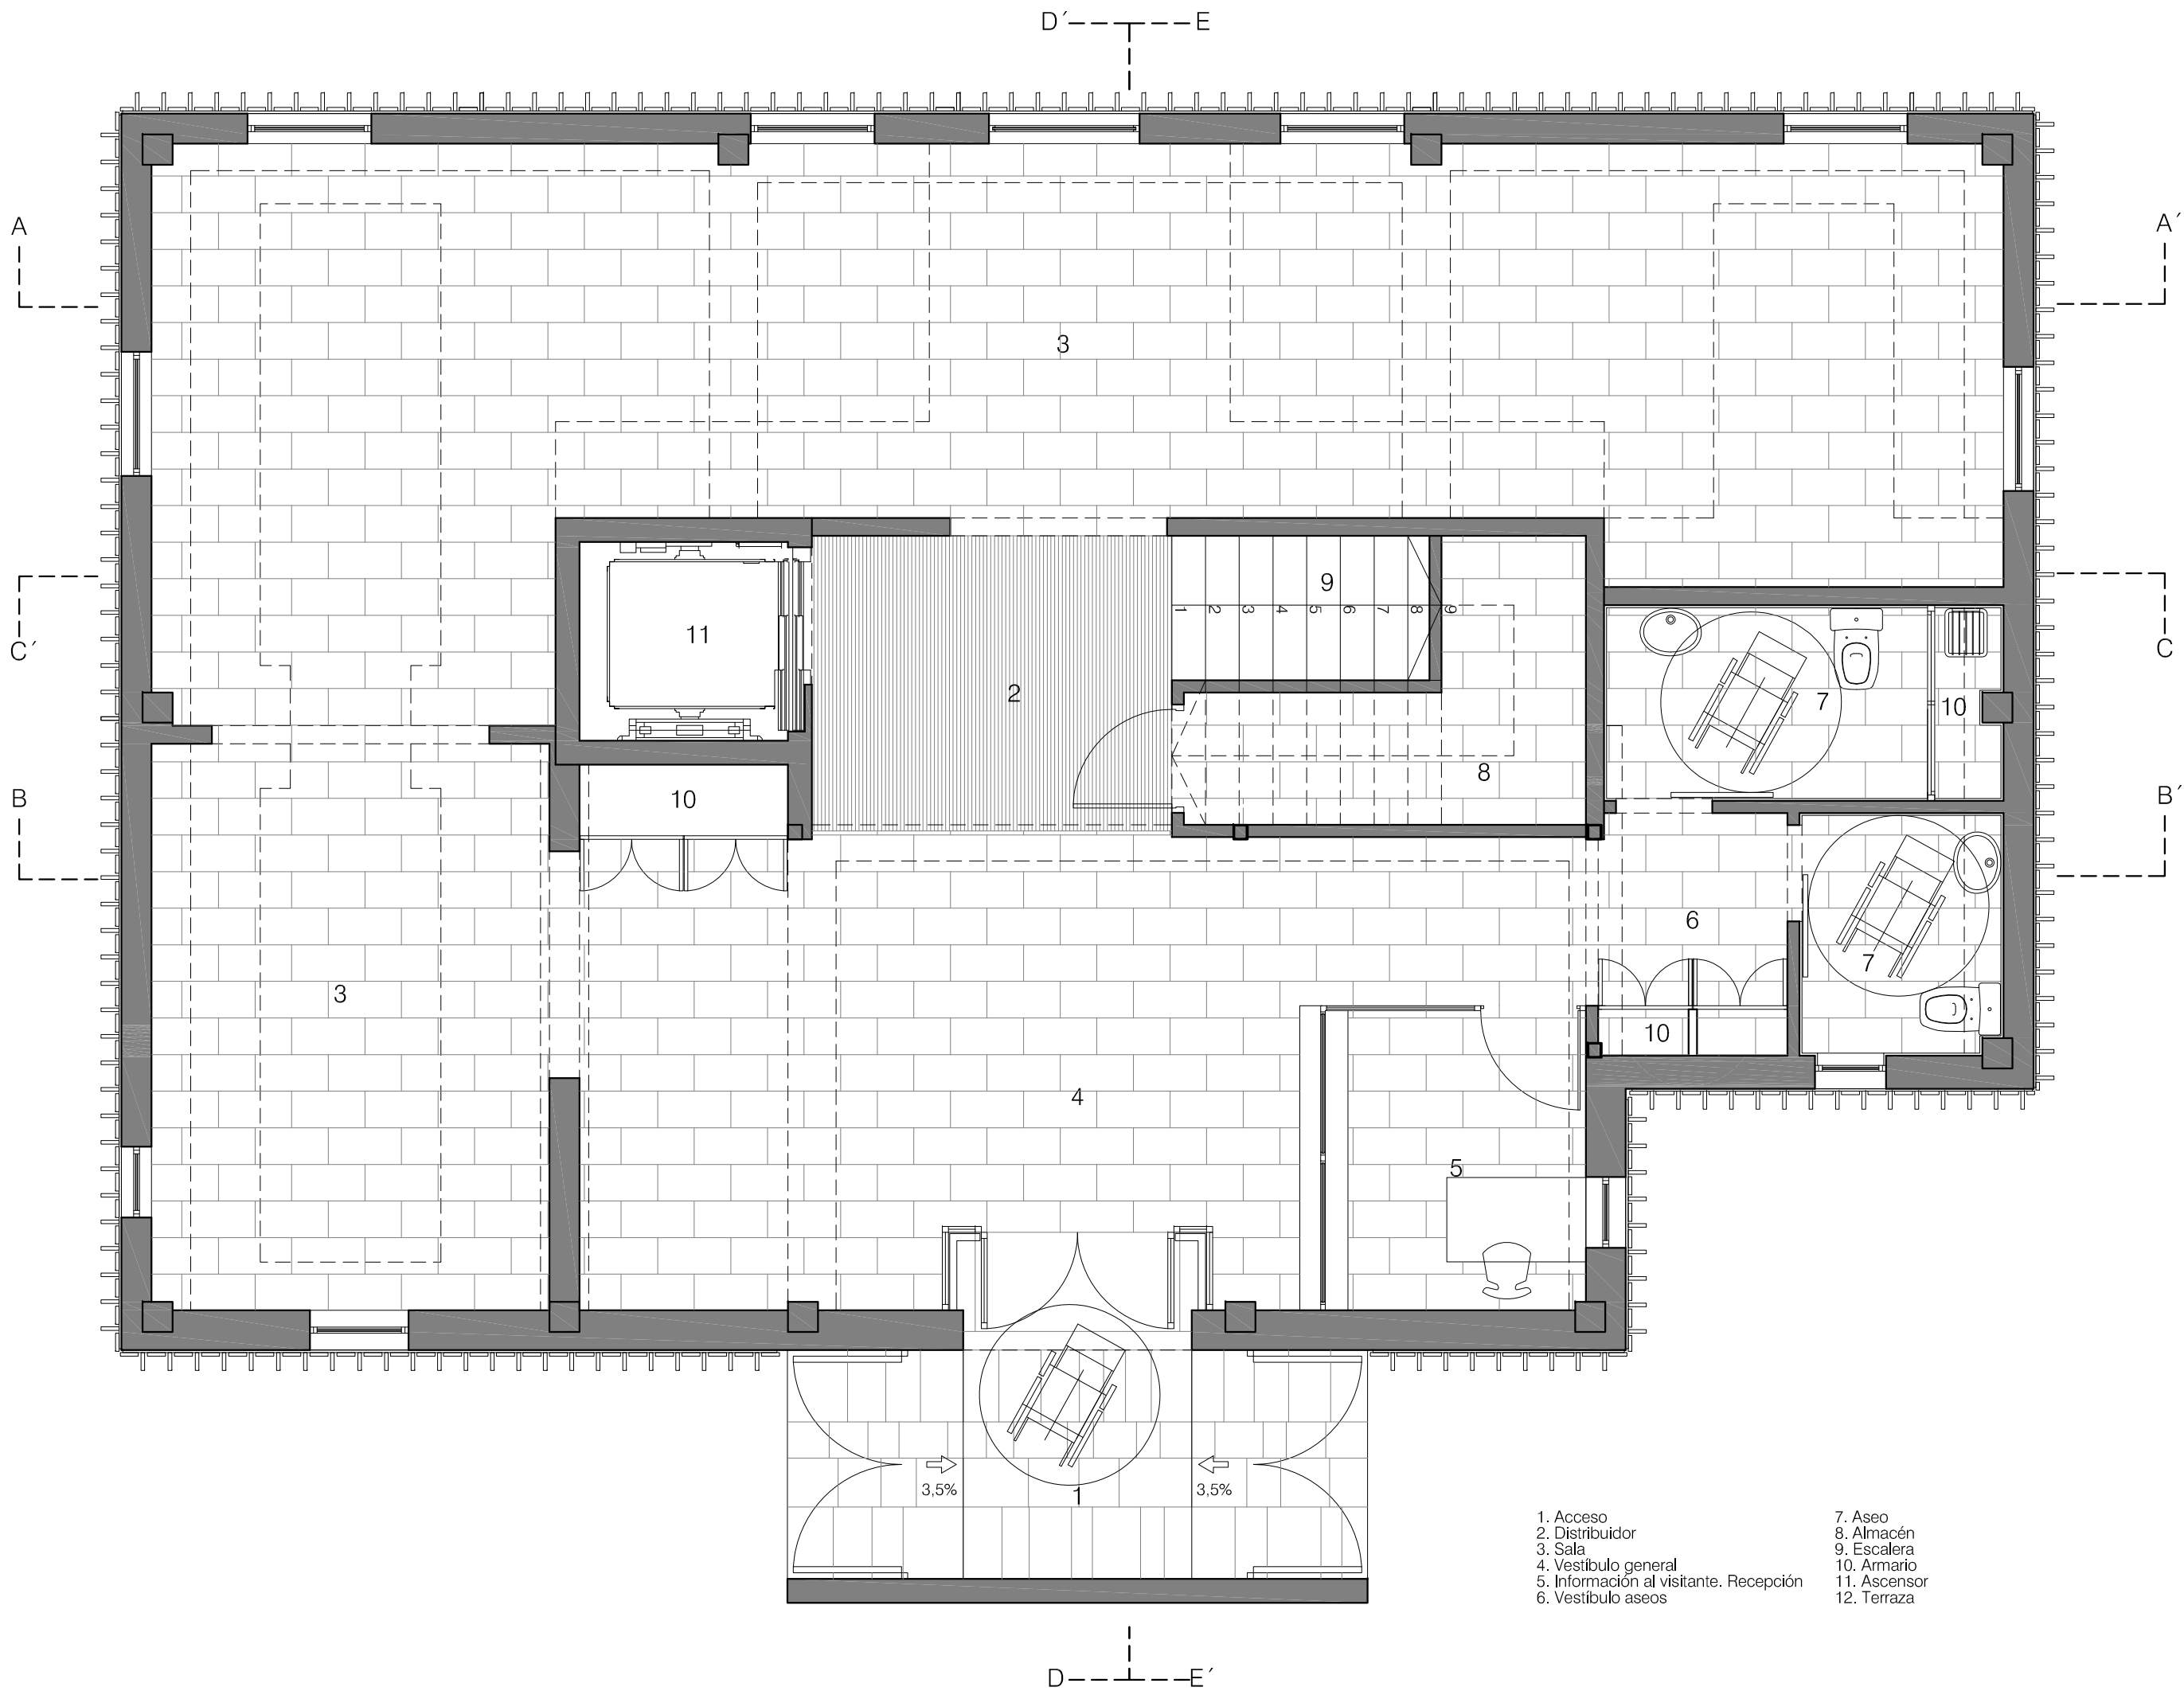 D´ E
A A´
3
9
1 2 3 4 5 6 7 8 9
C´ 11 2 7 10 C
B 10 8 B´
6
3 7
10
4
5
3,5% 3,5%
1
1. Acceso
2. Distribuidor
3. Sala
4. Vestíbulo general
5. Información al visitante. Recepción
6. Vestíbulo aseos
7. Aseo
8. Almacén
9. Escalera
10. Armario
11. Ascensor
12. Terraza
D E´